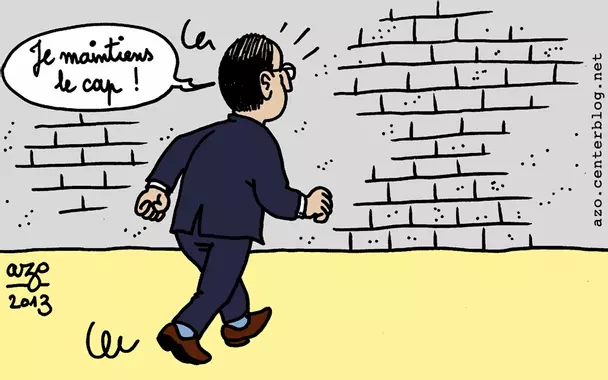 Je maintiens
le cap !
azo
2013
azo.centerblog.net